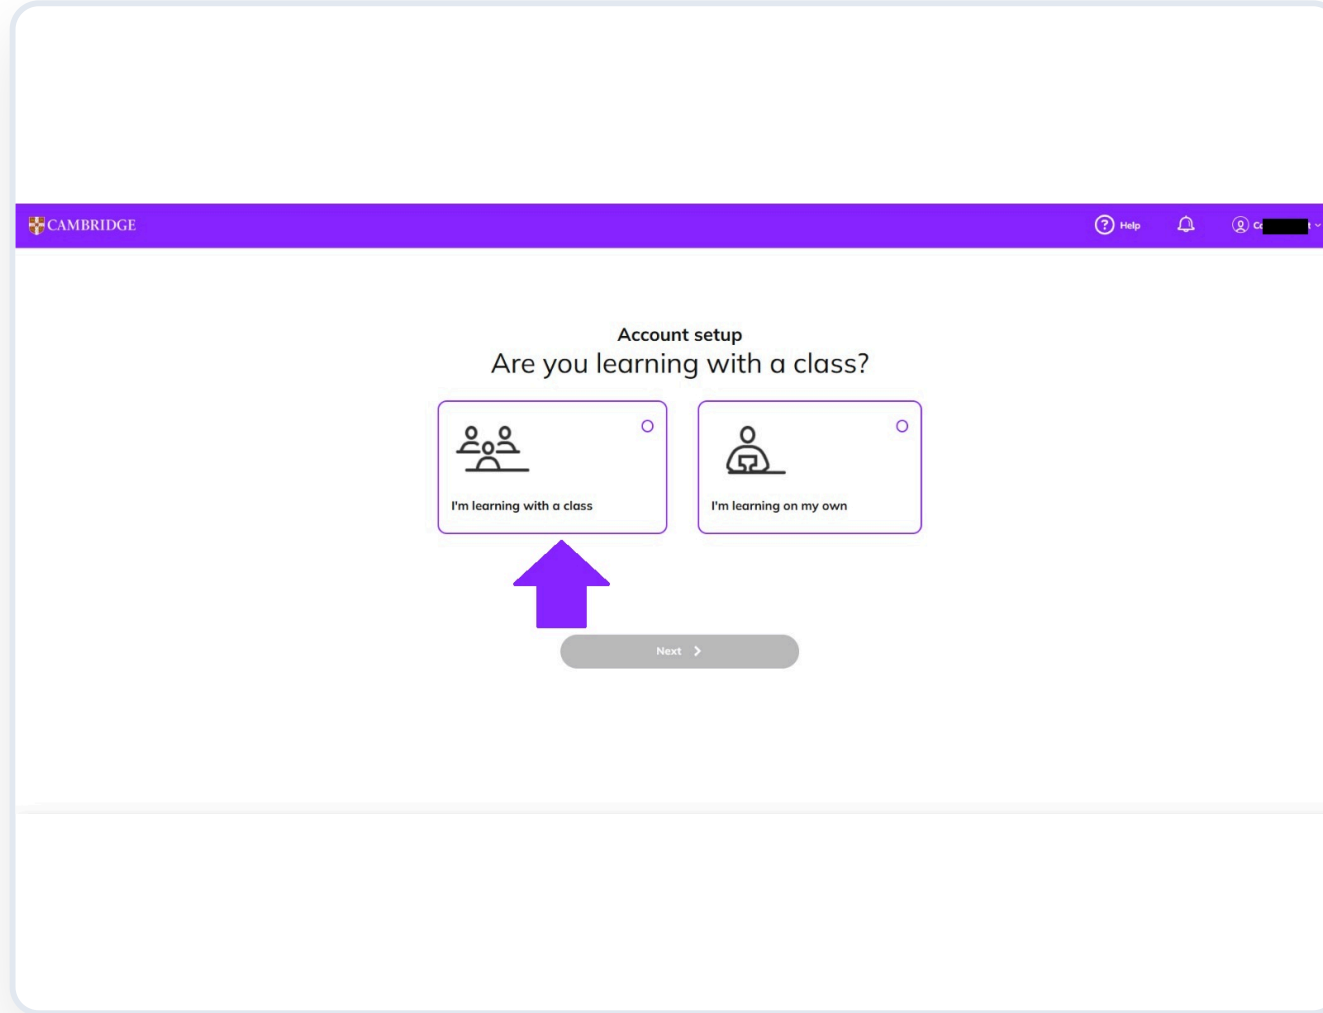 CAMBRIDGE
Help
Account setup
Are you learning with a class?
I'm learning with a class
I'm learning on my own
Next